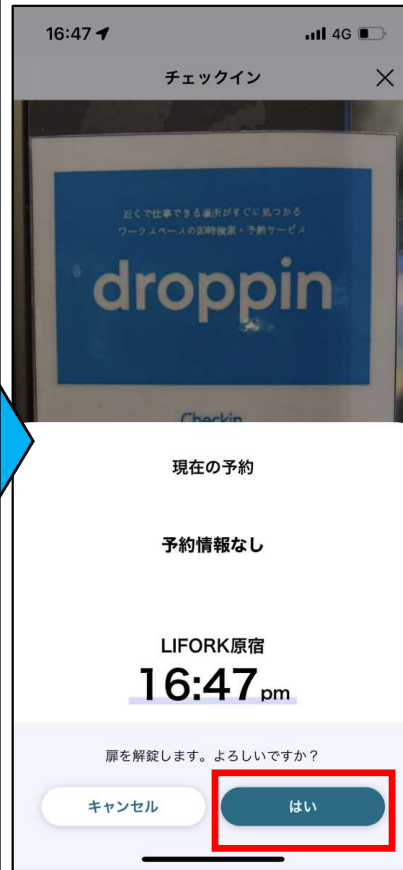 16:47
4G
チェックイン
近くで仕事できる場所がすぐに見つかる
ワークスペースの即時検索・予約サービス
droppin
Checkin
現在の予約
予約情報なし
LIFORK原宿
16:47 pm
扉を解錠します。よろしいですか？
キャンセル
はい